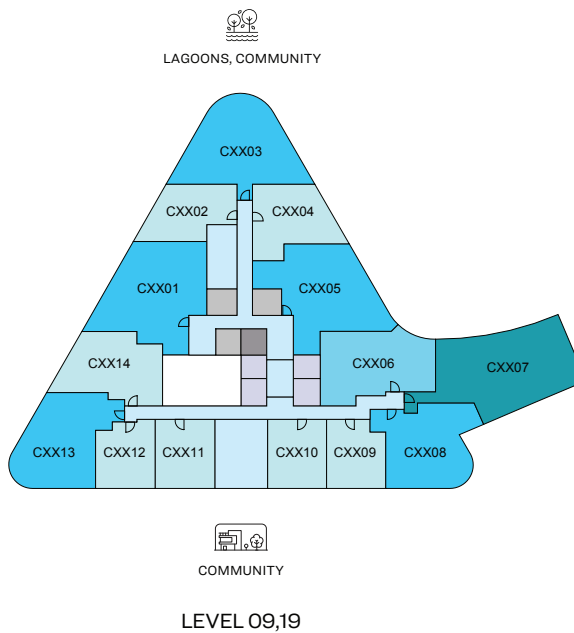 LAGOONS, COMMUNITY
CXX03
CXX02
CXX04
CXX01
CXX05
CXX14
CXX06
CXX07
CXX13
CXX12
CXX11
CXX10
CXX09
CXX08
COMMUNITY
LEVEL 09,19